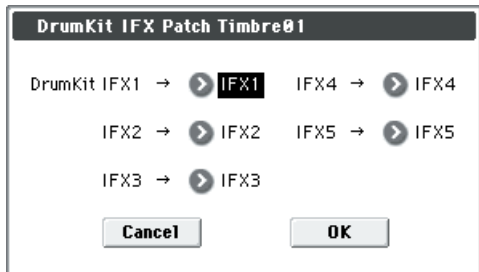 DrumKit IFX Patch Timbre01
DrumKit IFX1 → IFX1 IFX4 → IFX4
IFX2 → IFX2 IFX5 → IFX5
IFX3 → IFX3
Cancel OK